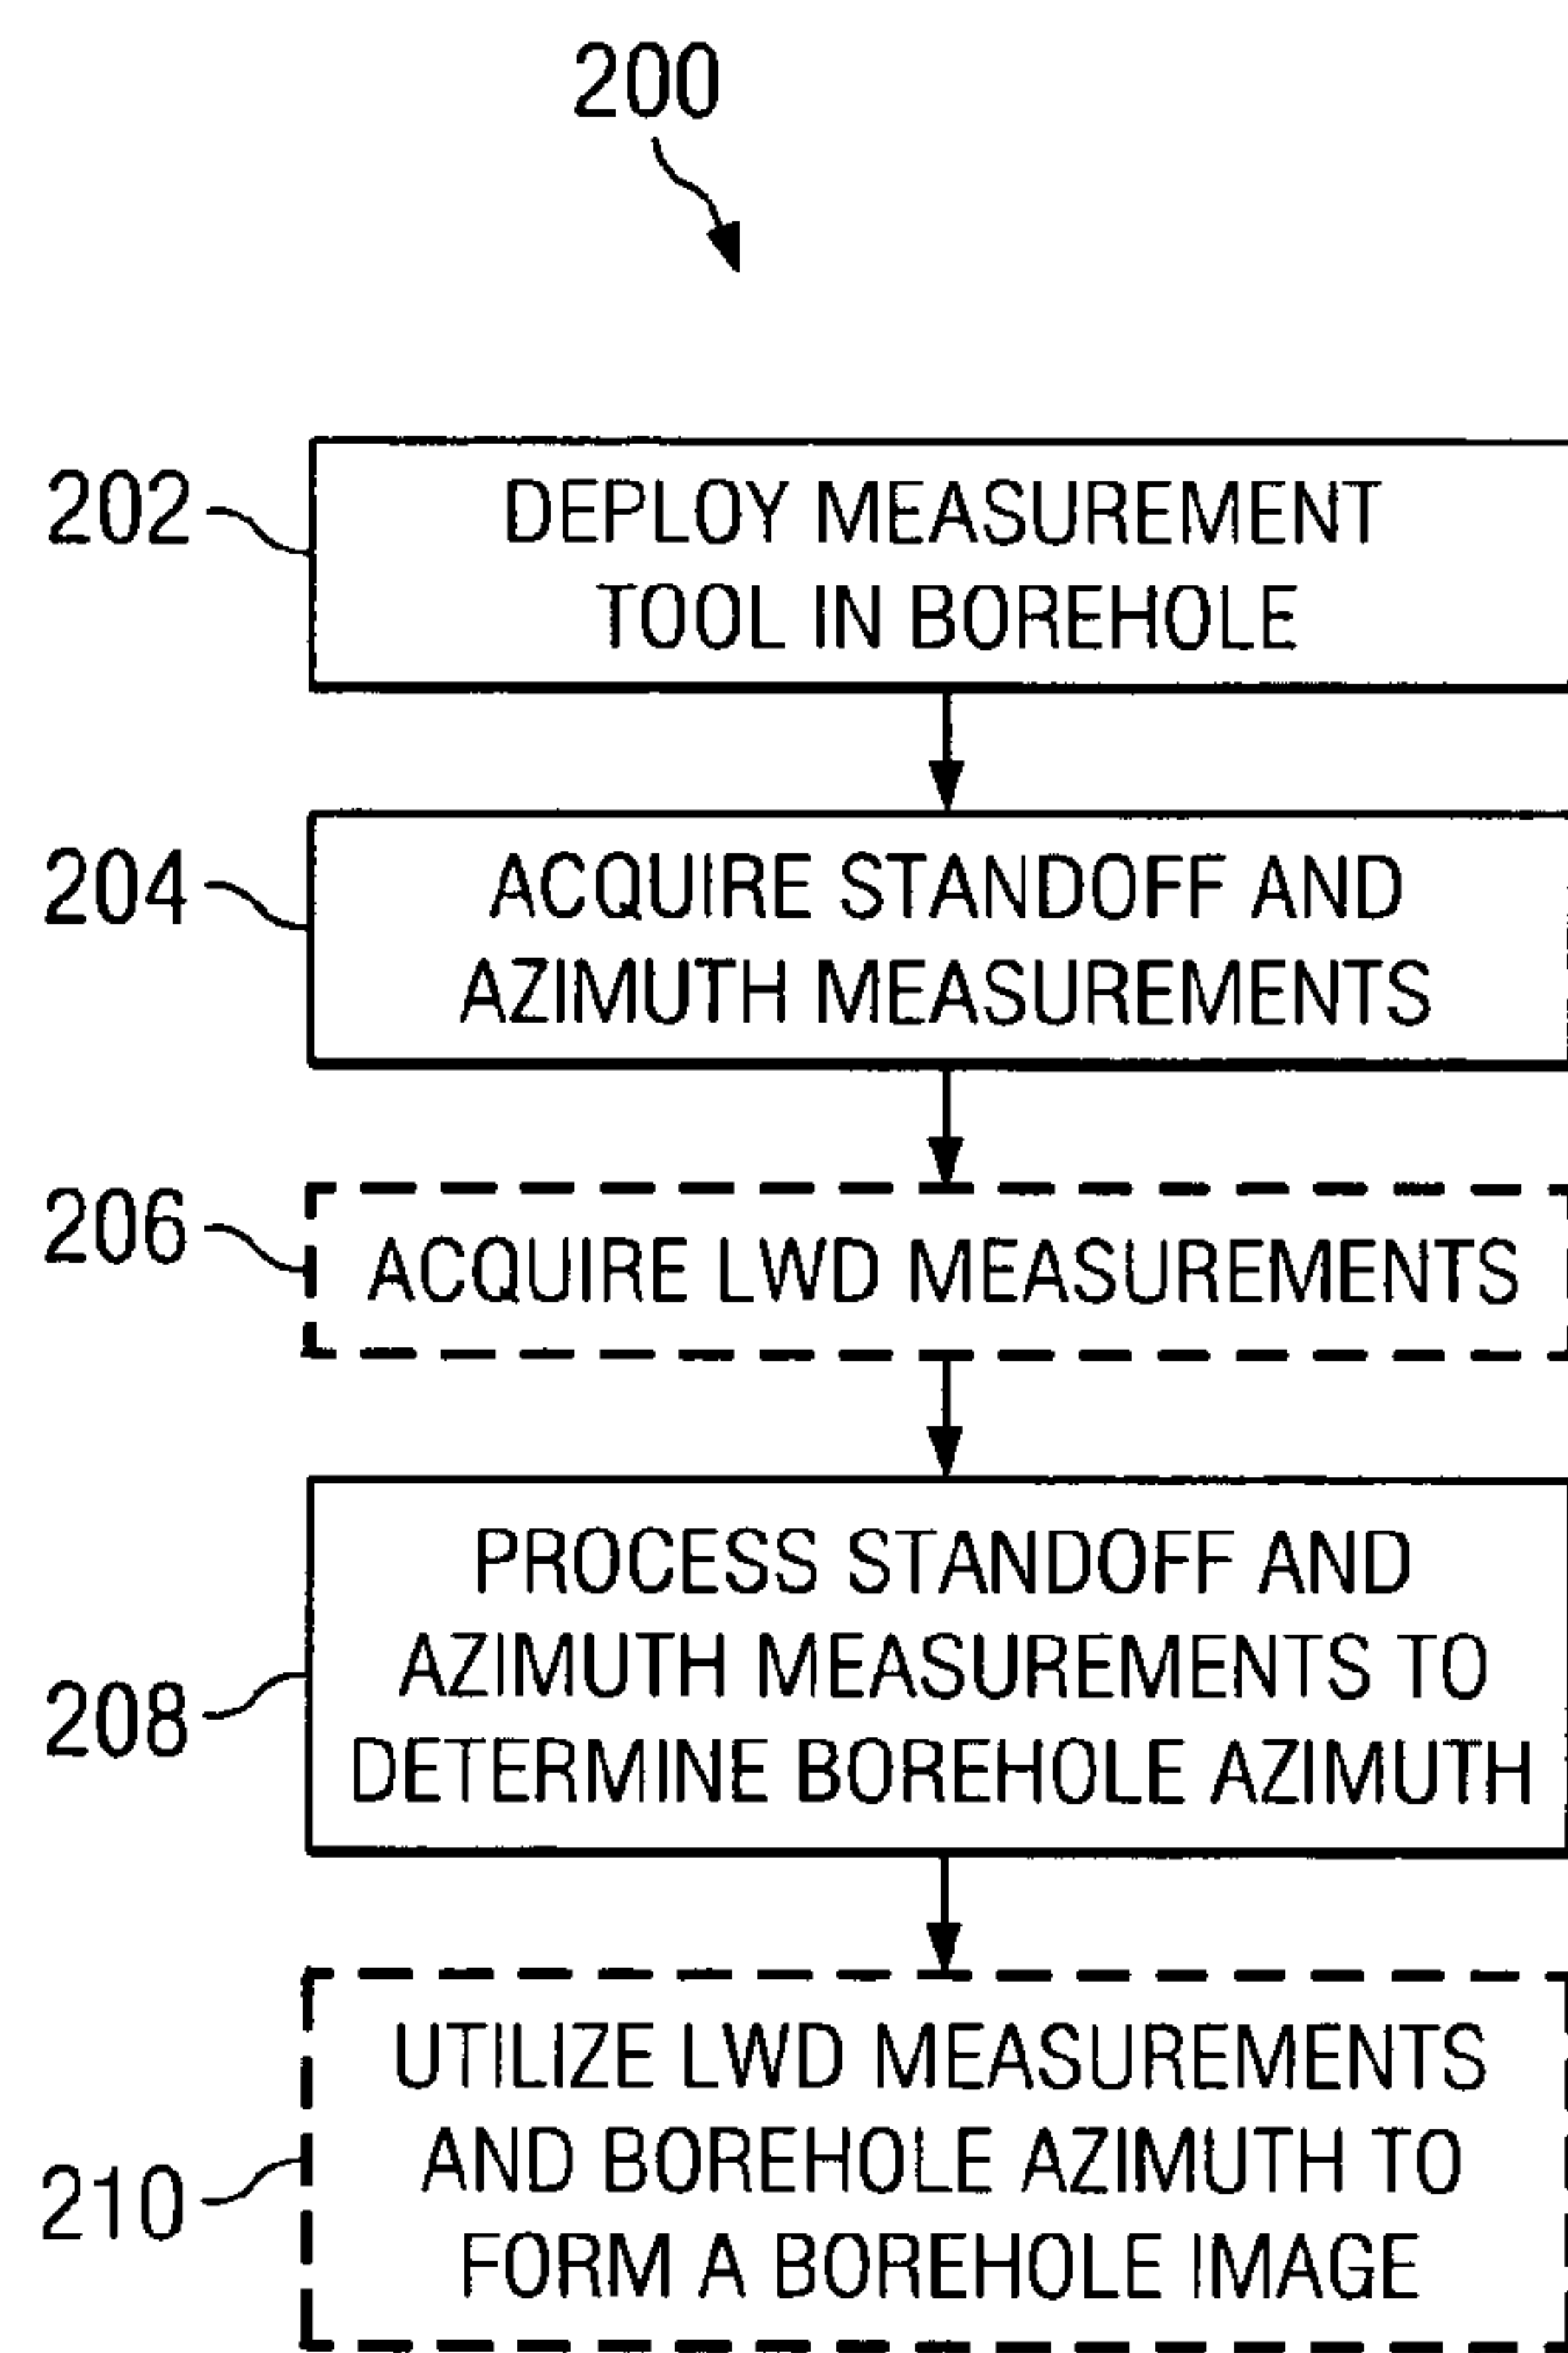 200
202
DEPLOY MEASUREMENT
TOOL IN BOREHOLE
204
ACQUIRE STANDOFF AND
AZIMUTH MEASUREMENTS
206
ACQUIRE LWD MEASUREMENTS
208
PROCESS STANDOFF AND
AZIMUTH MEASUREMENTS TO
DETERMINE BOREHOLE AZIMUTH
210
UTILIZE LWD MEASUREMENTS
AND BOREHOLE AZIMUTH TO
FORM A BOREHOLE IMAGE